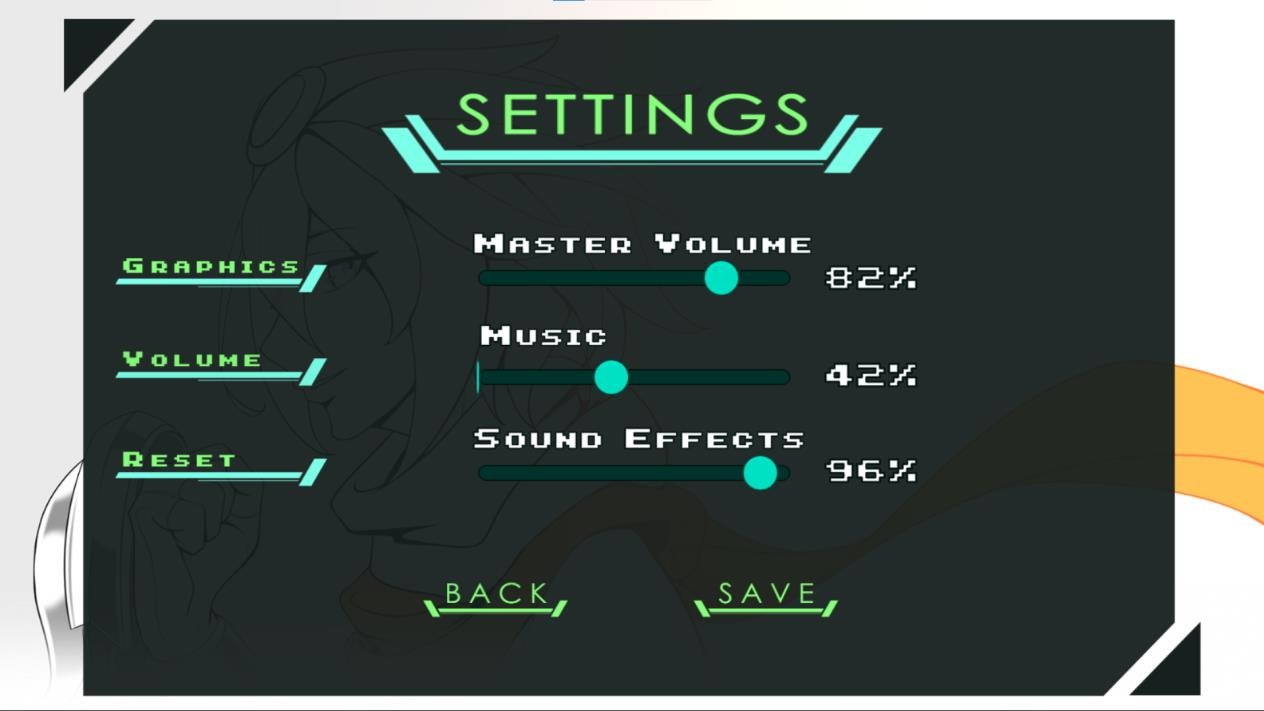 SETTINGS
Graphics
Volume
Reset
Master Volume
82%
Music
42%
Sound Effects
96%
BACK
SAVE